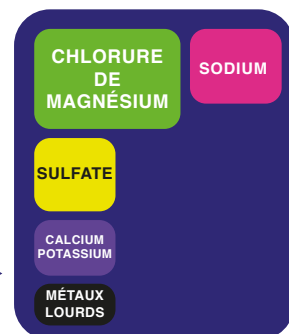 CHLORURE
DE
MAGNÉSIUM
SODIUM
SULFATE
CALCIUM
POTASSIUM
MÉTAUX
LOURDS